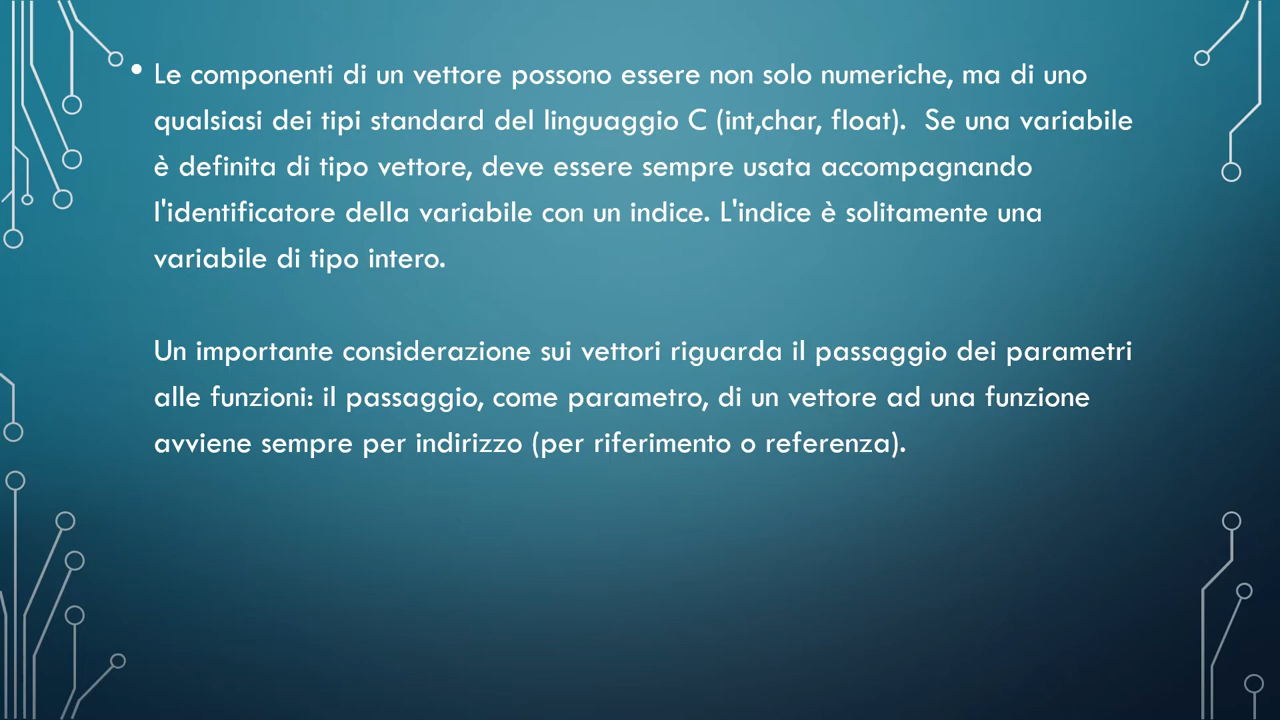 • Le componenti di un vettore possono essere non solo numeriche, ma di uno
qualsiasi dei tipi standard del linguaggio C (int,char, float).  Se una variabile
è definita di tipo vettore, deve essere sempre usata accompagnando
l'identificatore della variabile con un indice. L'indice è solitamente una
variabile di tipo intero.
Un importante considerazione sui vettori riguarda il passaggio dei parametri
alle funzioni: il passaggio, come parametro, di un vettore ad una funzione
avviene sempre per indirizzo (per riferimento o referenza).